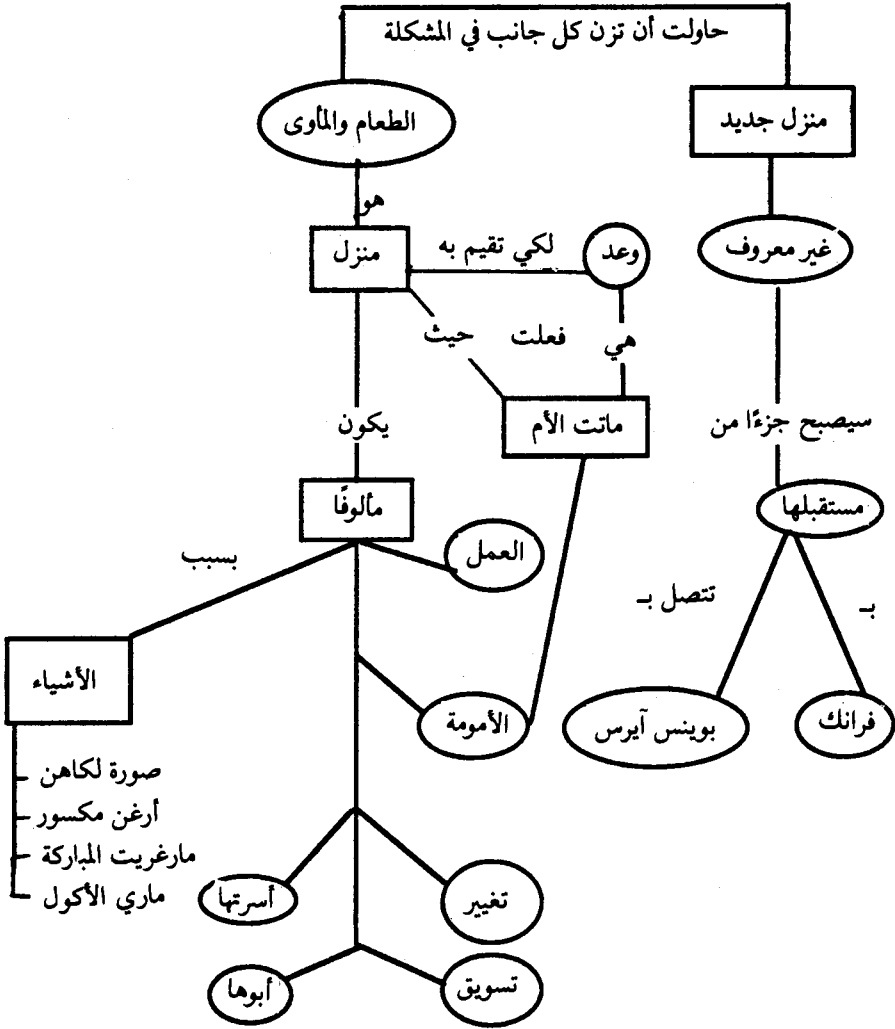 حاولت أن تزن كل جانب في المشكلة
منزل جديد
الطعام والمأوى
هو
غير معروف
وعد
لكي تقيم به
منزل
هي
فعلت
حيث
سيصبح جزءًا من
ماتت الأم
يكون
مستقبلها
مألوفًا
العمل
بسبب
تتصل بـ
بـ
الأشياء
فرانك
بوينس آيرس
الأمومة
صورة لكاهن
أرغن مكسور
مارغريت المباركة
ماري الأكول
تغيير
أسرتها
تسويق
أبوها